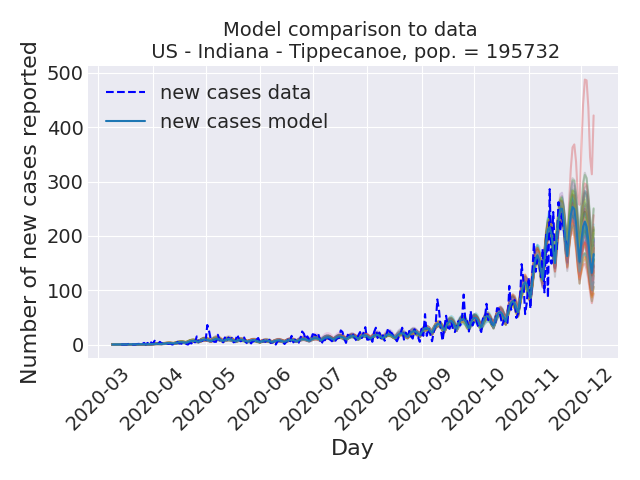 Model comparison to data
US - Indiana - Tippecanoe, pop. = 195732
Number of new cases reported
500
400
300
200
100
0
new cases data
new cases model
2020-03
2020-04
2020-05
2020-06
2020-07
2020-08
2020-09
2020-10
2020-11
2020-12
Day